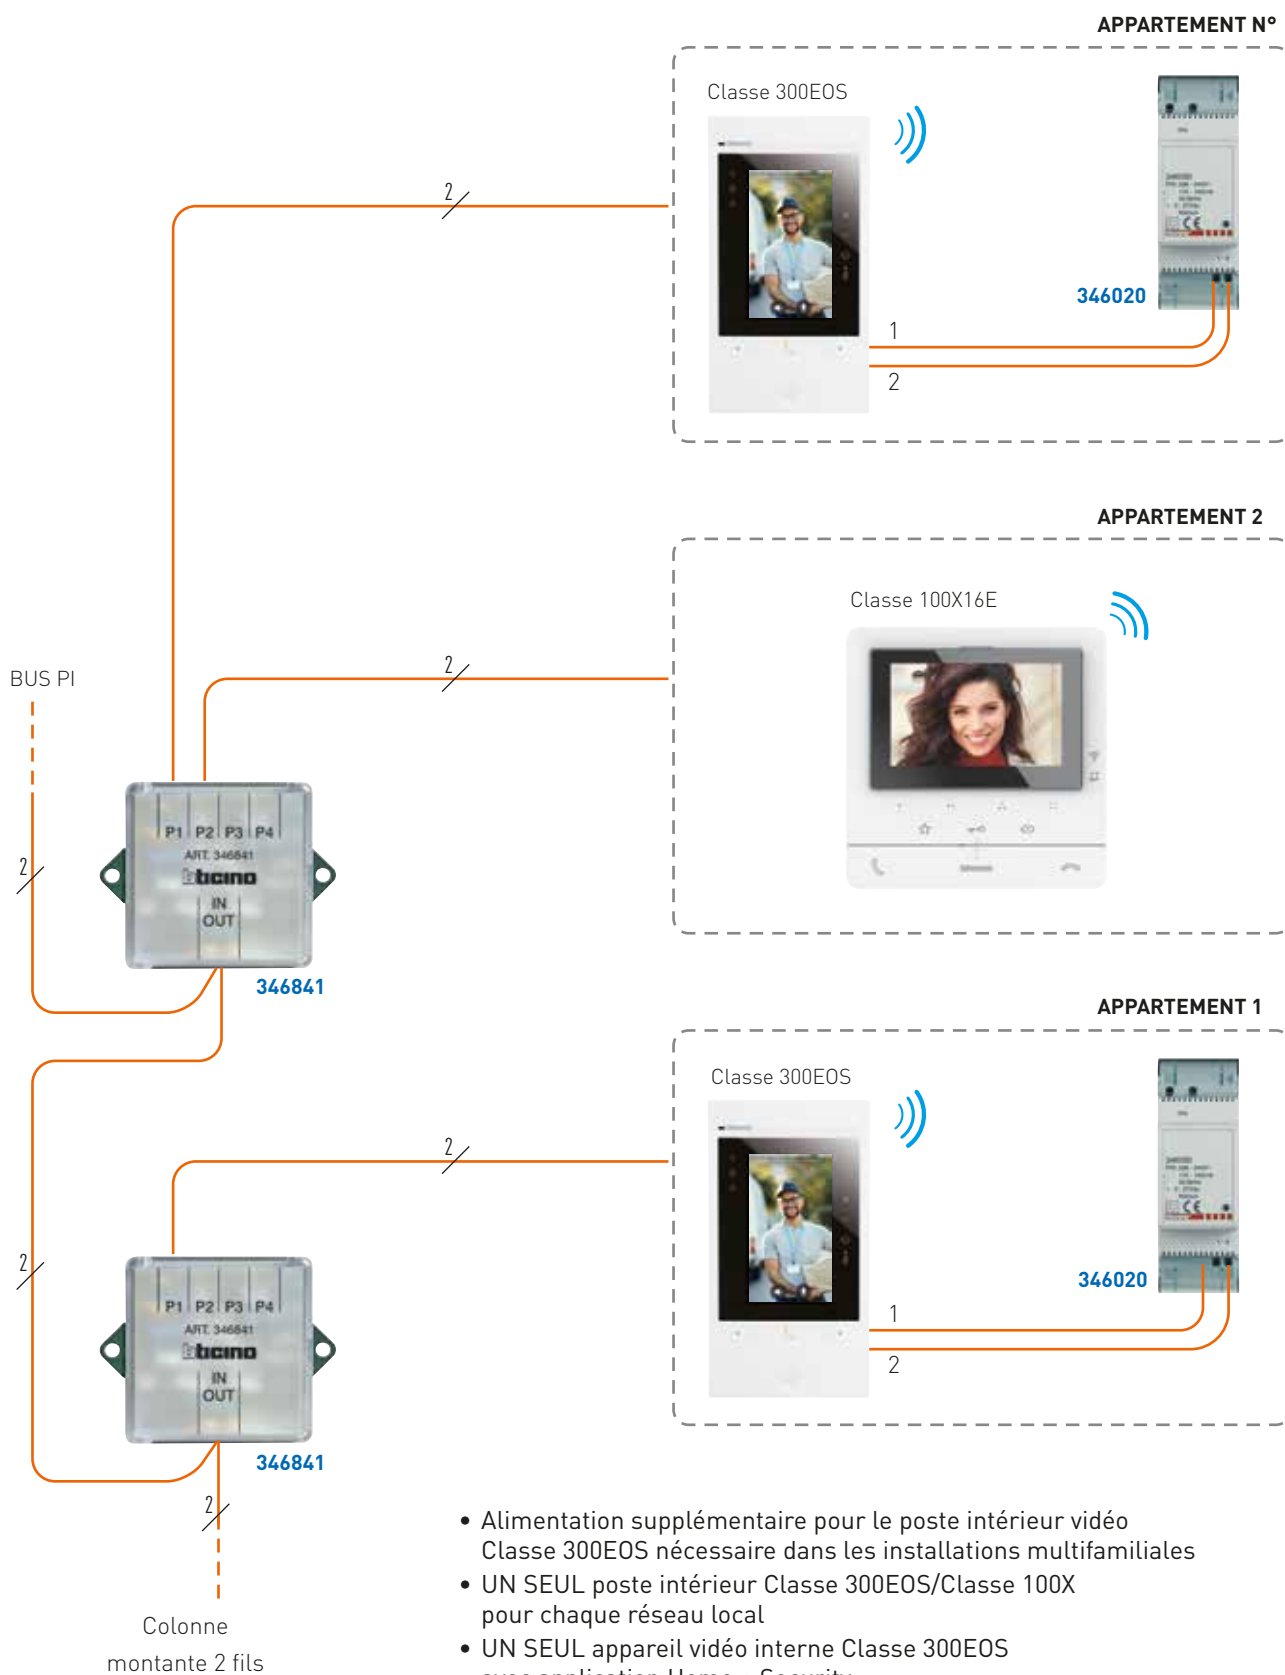 APPARTEMENT N°
Classe 300EOS
346020
1
2
2
APPARTEMENT 2
Classe 100X16E
2
BUS PI
2
P1 P2 P3 P4
ART. 346841
bticino
IN
OUT
346841
APPARTEMENT 1
Classe 300EOS
346020
1
2
2
2
P1 P2 P3 P4
ART. 346841
bticino
IN
OUT
346841
2
Colonne
montante 2 fils
• Alimentation supplémentaire pour le poste intérieur vidéo
Classe 300EOS nécessaire dans les installations multifamiliales
• UN SEUL poste intérieur Classe 300EOS/Classe 100X
pour chaque réseau local
• UN SEUL appareil vidéo interne Classe 300EOS
avec application Home + Security